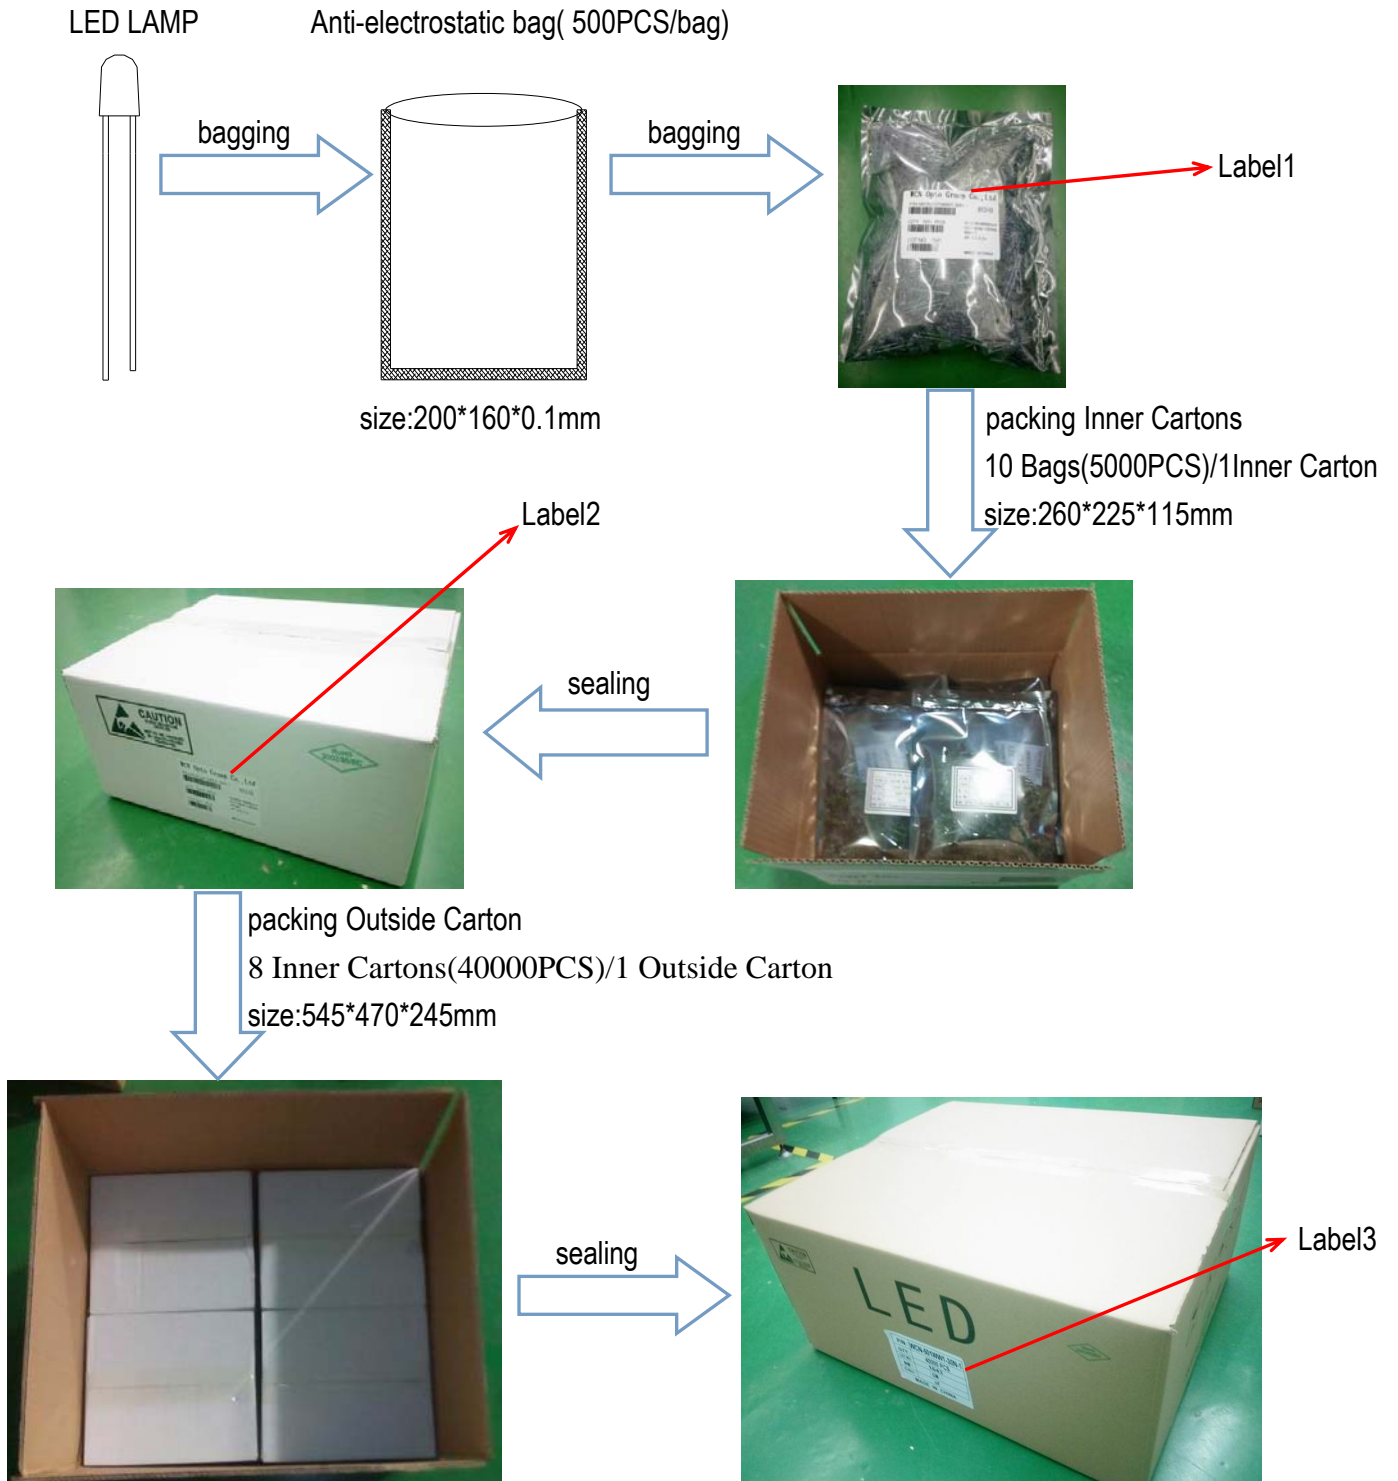 LED LAMP
Anti-electrostatic bag( 500PCS/bag)
bagging
bagging
Label1
size:200*160*0.1mm
packing Inner Cartons
10 Bags(5000PCS)/1Inner Carton
size:260*225*115mm
Label2
sealing
CAUTION
packing Outside Carton
8 Inner Cartons(40000PCS)/1 Outside Carton
size:545*470*245mm
sealing
Label3
LED